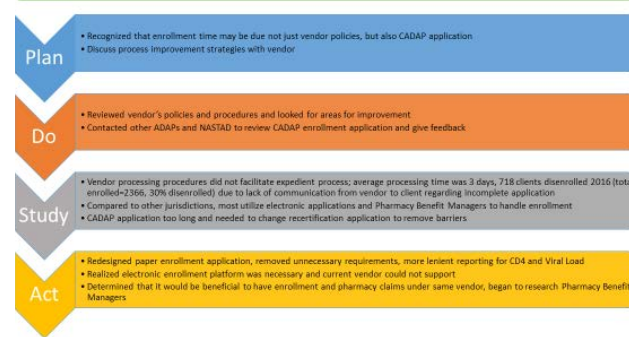 Plan
• Recognized that enrollment time may be due not just vendor policies, but also CADAP application
• Discuss process improvement strategies with vendor
Do
• Reviewed vendor's policies and procedures and looked for areas for improvement
• Contacted other ADAPs and NASTAD to review CADAP enrollment application and give feedback
Study
• Vendor processing procedures did not facilitate expedient process; average processing time was 3 days, 718 clients disenrolled 2016 (tota
enrolled=2366, 30% disenrolled) due to lack of communication from vendor to client regarding incomplete application
• Compared to other jurisdictions, most utilize electronic applications and Pharmacy Benefit Managers to handle enrollment
• CADAP application too long and needed to change recertification application to remove barriers
Act
• Redesigned paper enrollment application, removed unnecessary requirements, more lenient reporting for CD4 and Viral Load
• Realized electronic enrollment platform was necessary and current vendor could not support
• Determined that it would be beneficial to have enrollment and pharmacy claims under same vendor, began to research Pharmacy Benefit
Managers